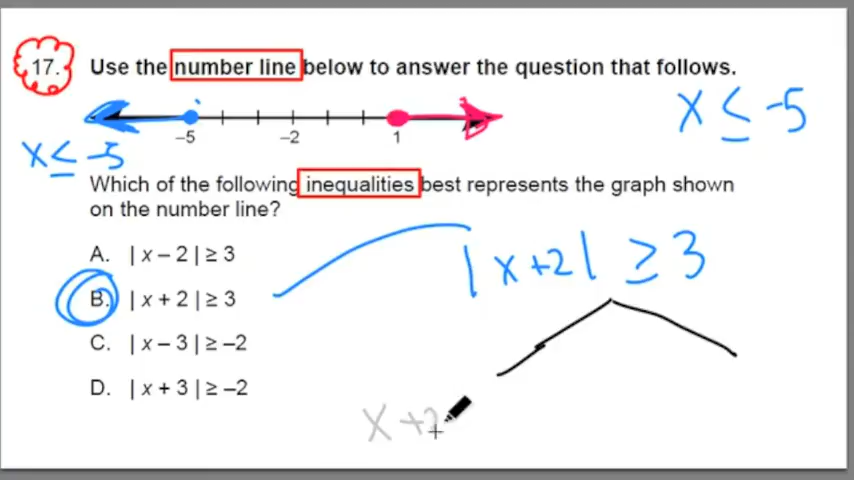 17. Use the number line below to answer the question that follows.
–5 –2 1
x ≤ -5
x ≤ -5
Which of the following inequalities best represents the graph shown
on the number line?
A. | x – 2 | ≥ 3
|x+2| ≥ 3
B. | x + 2 | ≥ 3
C. | x – 3 | ≥ –2
D. | x + 3 | ≥ –2
x +2